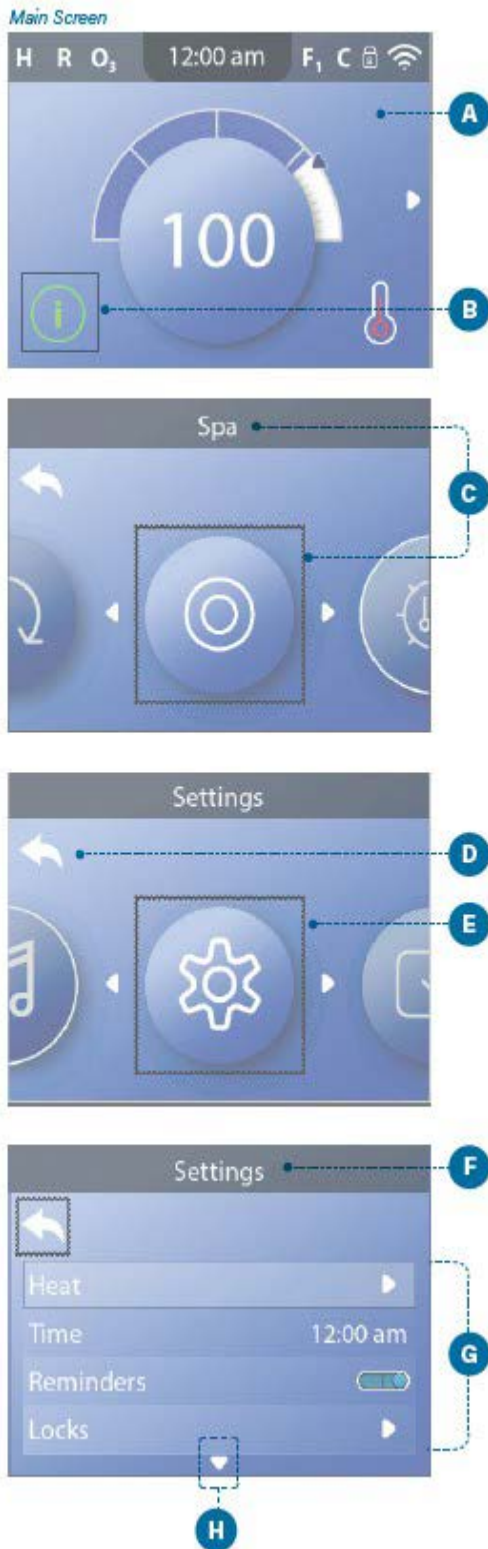 Main Screen
H R O₃ 12:00 am F₁ C
A
100
B
Spa
C
Settings
D
E
Settings
F
Heat
Time 12:00 am
G
Reminders
Locks
H